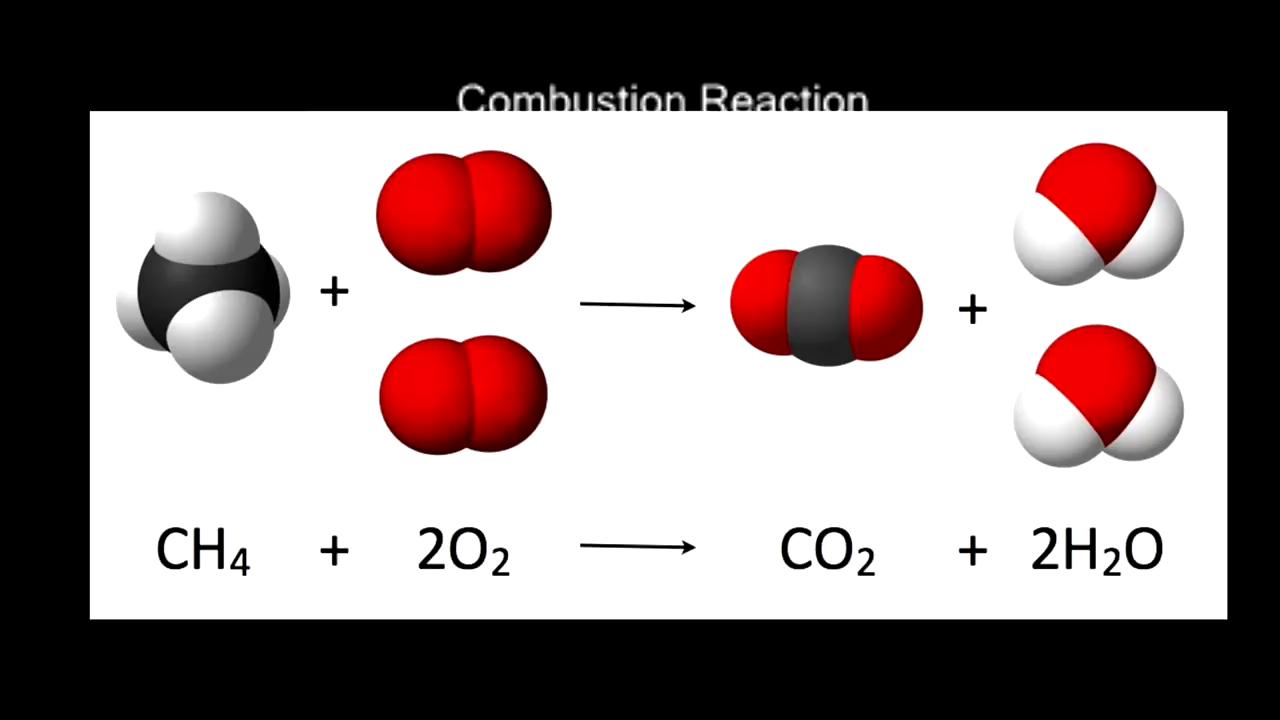 Combustion Reaction
+ +
CH₄ + 2O₂ → CO₂ + 2H₂O